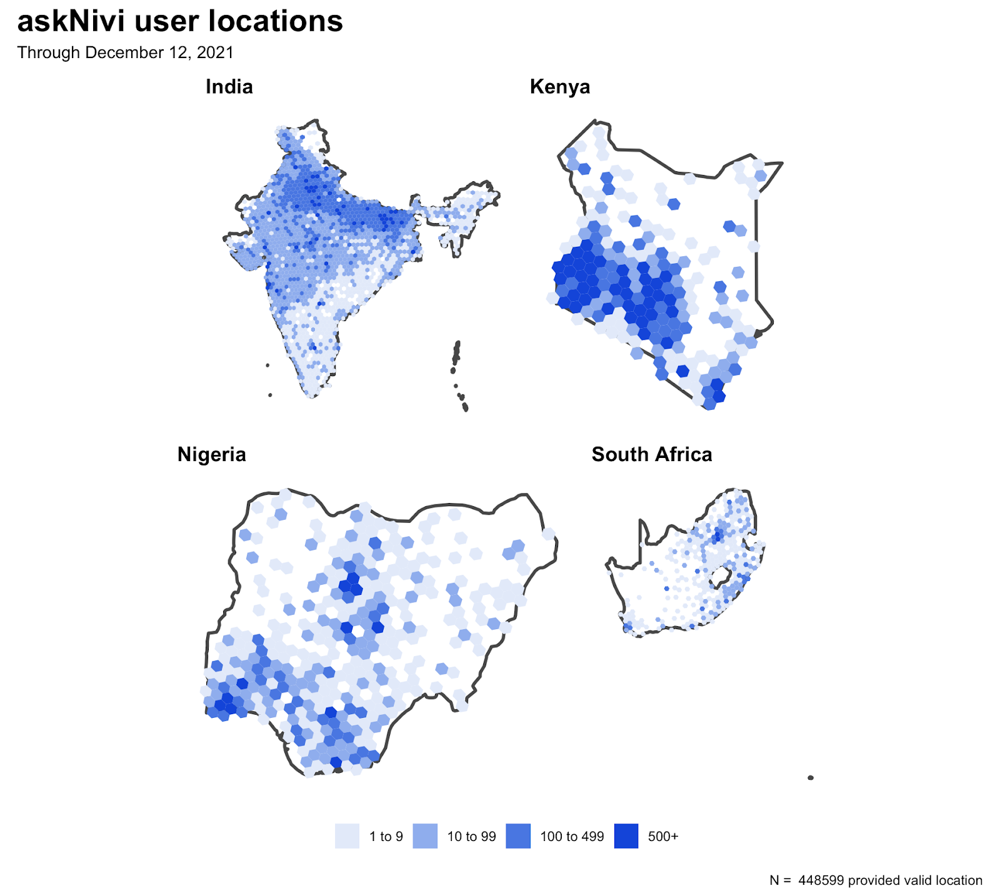 askNivi user locations
Through December 12, 2021
India
Kenya
Nigeria
South Africa
1 to 9
10 to 99
100 to 499
500+
N =  448599 provided valid location